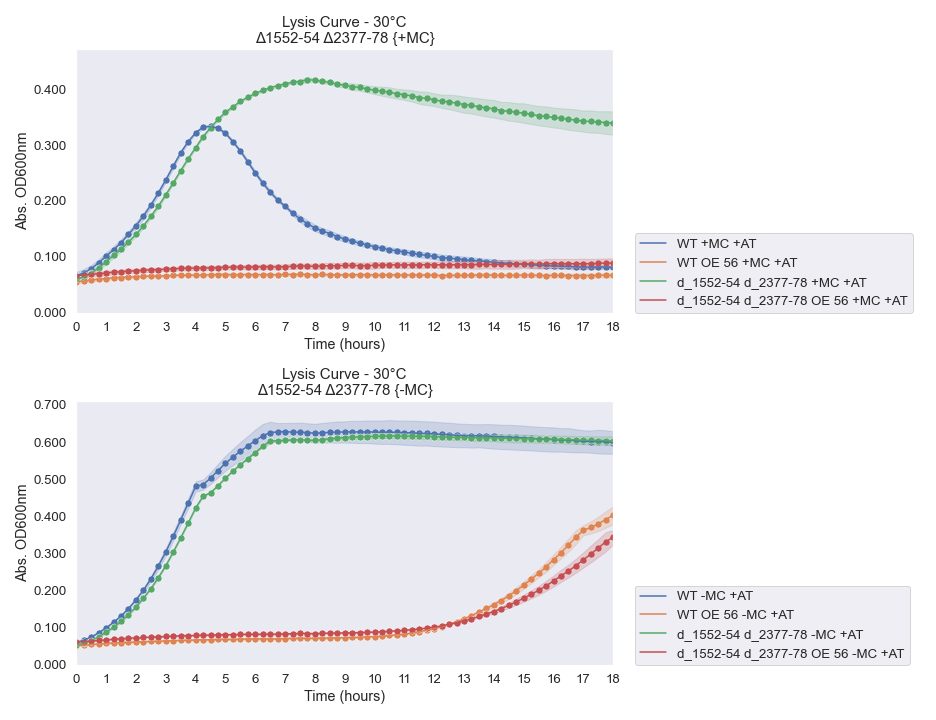 Lysis Curve - 30°C
Δ1552-54 Δ2377-78 {+MC}
0.400
0.300
0.200
0.100
0.000
Abs. OD600nm
0 1 2 3 4 5 6 7 8 9 10 11 12 13 14 15 16 17 18
Time (hours)
WT +MC +AT
WT OE 56 +MC +AT
d_1552-54 d_2377-78 +MC +AT
d_1552-54 d_2377-78 OE 56 +MC +AT
Lysis Curve - 30°C
Δ1552-54 Δ2377-78 {-MC}
0.700
0.600
0.500
0.400
0.300
0.200
0.100
0.000
Abs. OD600nm
0 1 2 3 4 5 6 7 8 9 10 11 12 13 14 15 16 17 18
Time (hours)
WT -MC +AT
WT OE 56 -MC +AT
d_1552-54 d_2377-78 -MC +AT
d_1552-54 d_2377-78 OE 56 -MC +AT